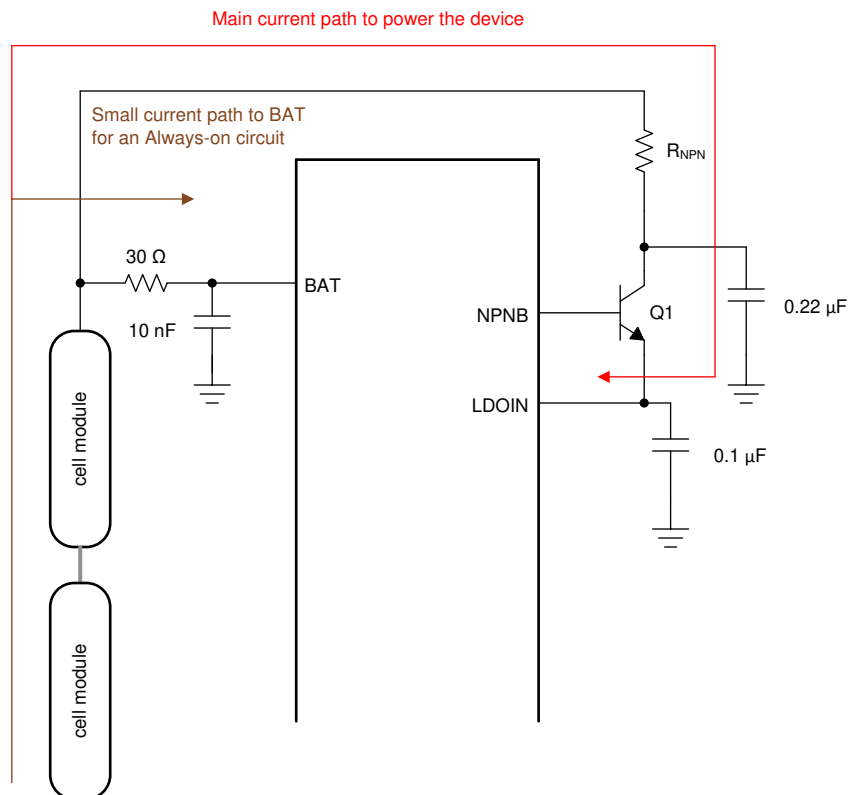 Main current path to power the device
Small current path to BAT
for an Always-on circuit
R_NPN
30 Ω
BAT
10 nF
NPNB
Q1
0.22 µF
LDOIN
0.1 µF
cell module
cell module